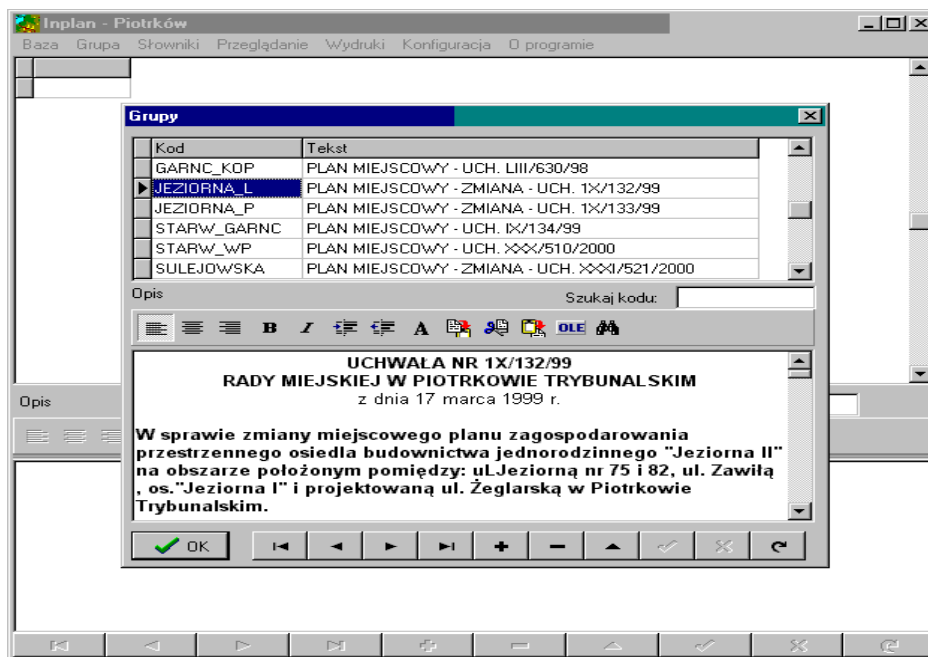 Inplan - Piotrków
Baza Grupa Słowniki Przeglądanie Wydruki Konfiguracja O programie
Grupy
Kod Tekst
GARNC_KOP PLAN MIEJSCOWY - UCH. LIII/630/98
JEZIORNA_L PLAN MIEJSCOWY - ZMIANA - UCH. 1X/132/99
JEZIORNA_P PLAN MIEJSCOWY - ZMIANA - UCH. 1X/133/99
STARW_GARNC PLAN MIEJSCOWY - UCH. IX/134/99
STARW_WP PLAN MIEJSCOWY - UCH. XXX/510/2000
SULEJOWSKA PLAN MIEJSCOWY - ZMIANA - UCH. XXXI/521/2000
Opis Szukaj kodu:
B I A OLE
UCHWAŁA NR 1X/132/99
RADY MIEJSKIEJ W PIOTRKOWIE TRYBUNALSKIM
z dnia 17 marca 1999 r.
W sprawie zmiany miejscowego planu zagospodarowania
przestrzennego osiedla budownictwa jednorodzinnego "Jeziorna II"
na obszarze położonym pomiędzy: uLJeziorną nr 75 i 82, ul. Zawiłą
, os."Jeziorna I" i projektowaną ul. Żeglarską w Piotrkowie
Trybunalskim.
OK
Opis